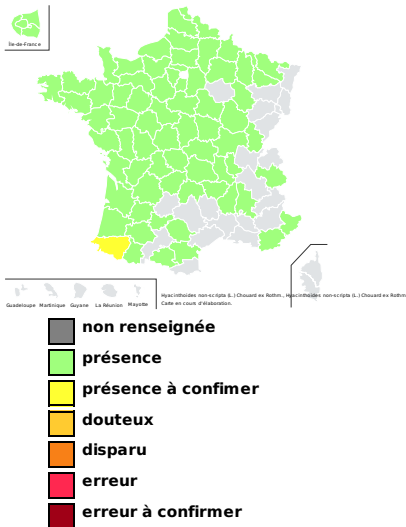 Île-de-France
Guadeloupe Martinique Guyane La Réunion Mayotte
Hyacinthoides non-scripta (L.) Chouard ex Rothm., Hyacinthoides non-scripta (L.) Chouard ex Rothm
Carte en cours d'élaboration.
non renseignée
présence
présence à confimer
douteux
disparu
erreur
erreur à confirmer